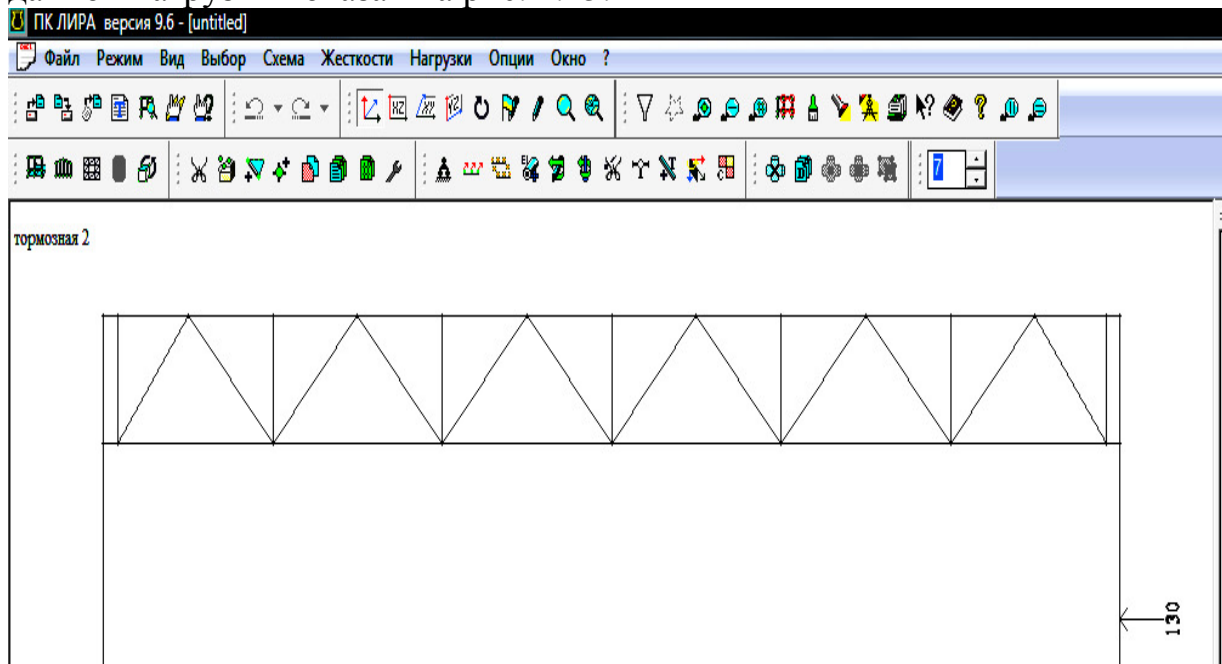 ПК ЛИРА версия 9.6 - [untitled]
Файл Режим Вид Выбор Схема Жесткости Нагрузки Опции Окно ?
7
тормозная 2
130